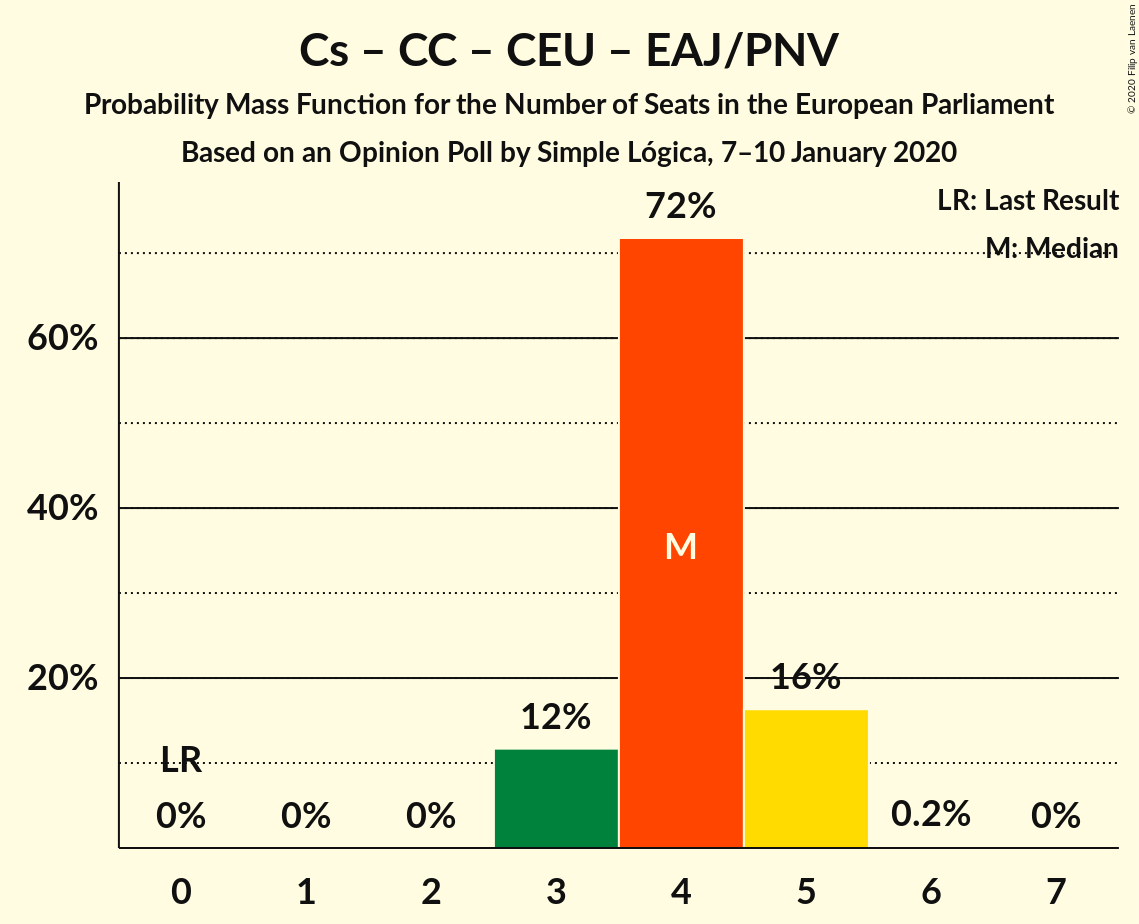 Cs – CC – CEU – EAJ/PNV
Probability Mass Function for the Number of Seats in the European Parliament
Based on an Opinion Poll by Simple Lógica, 7–10 January 2020
© 2020 Filip van Laenen
LR: Last Result
M: Median
72%
60%
40%
M
20%
16%
12%
LR
0%
0%
0%
0.2%
0%
0
1
2
3
4
5
6
7